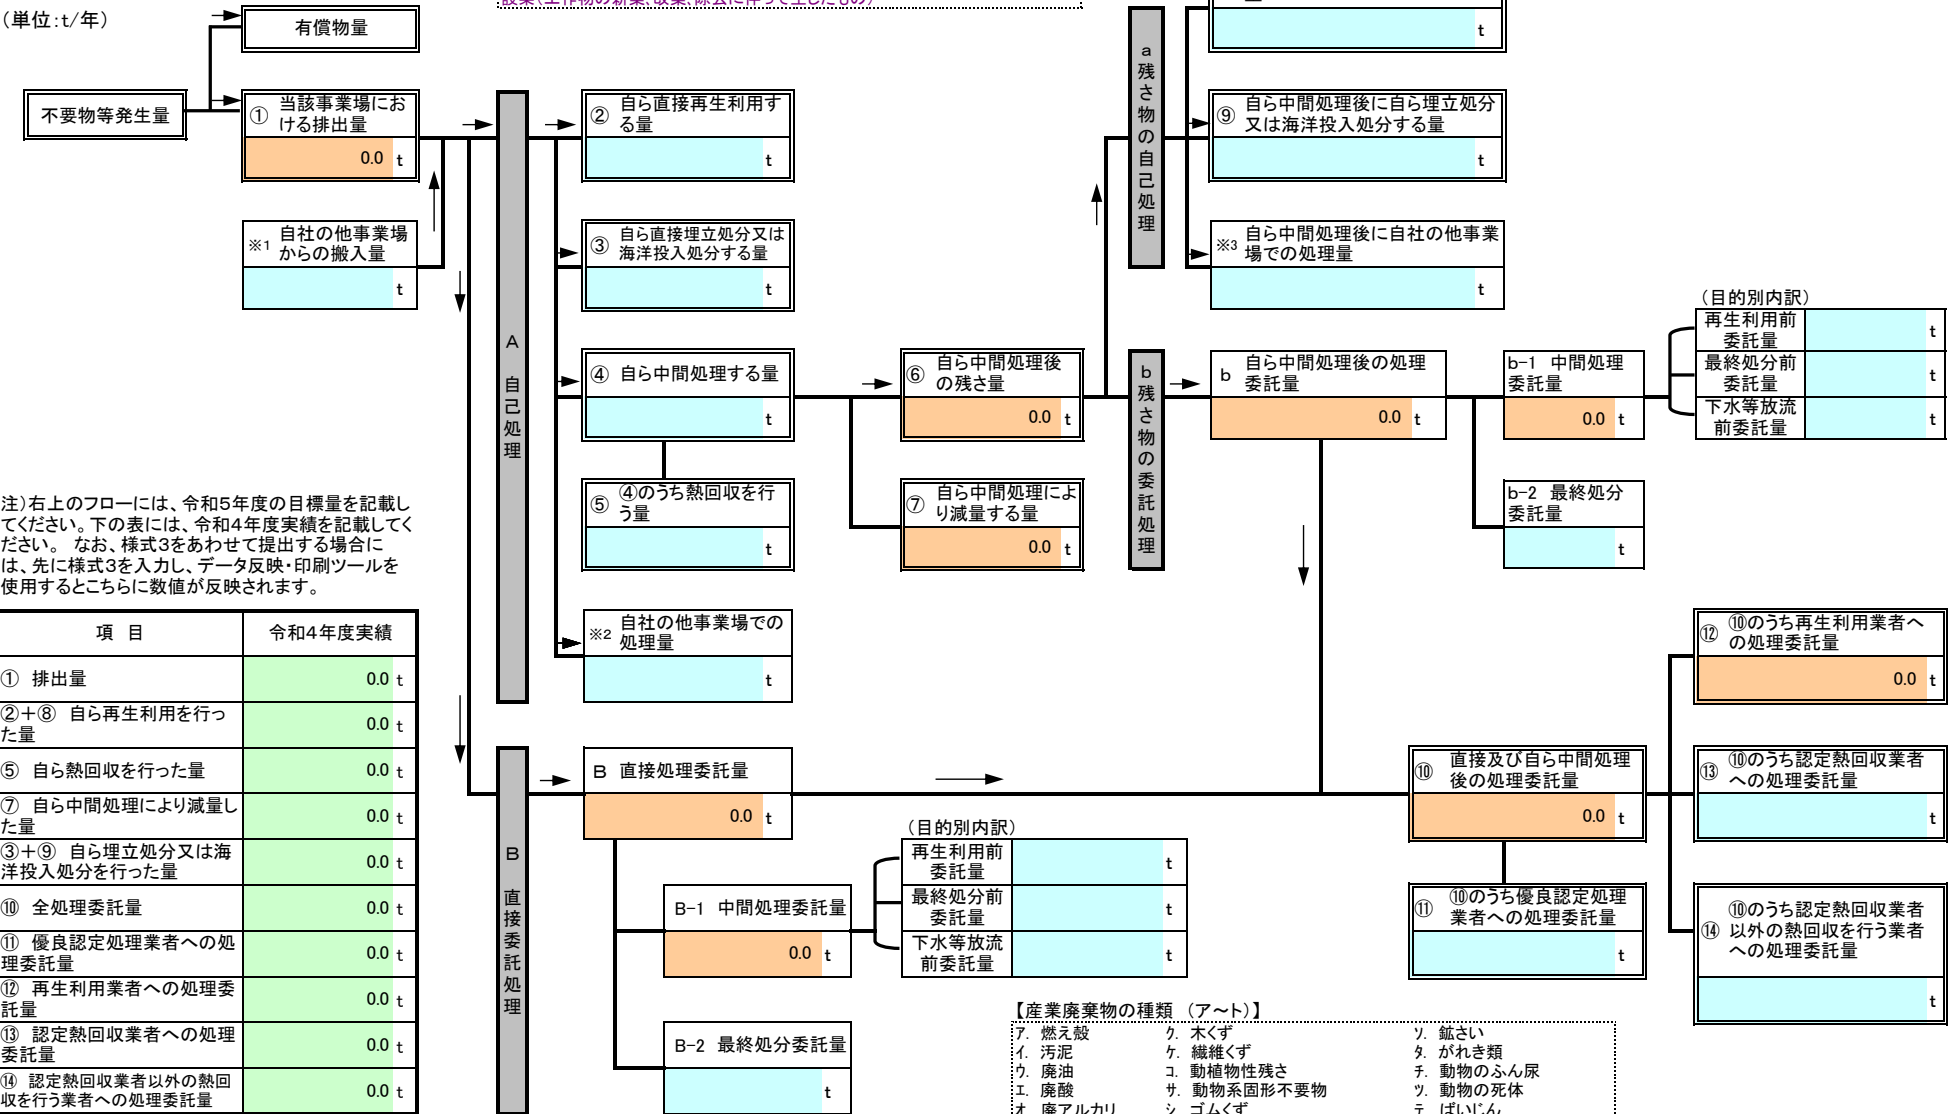 (単位:t/年)
有償物量
不要物等発生量
① 当該事業場にお
ける排出量
0.0 t
※1 自社の他事業場
からの搬入量
t
A 自己処理
② 自ら直接再生利用す
る量
t
③ 自ら直接埋立処分又は
海洋投入処分する量
t
④ 自ら中間処理する量
t
⑤ ④のうち熱回収を行
う量
t
※2 自社の他事業場での
処理量
t
⑥ 自ら中間処理後
の残さ量
0.0 t
⑦ 自ら中間処理によ
り減量する量
0.0 t
a 残さ物の自己処理
t
⑨ 自ら中間処理後に自ら埋立処分
又は海洋投入処分する量
t
※3 自ら中間処理後に自社の他事業
場での処理量
t
b 残さ物の委託処理
b 自ら中間処理後の処理
委託量
0.0 t
b-1 中間処理
委託量
0.0 t
(目的別内訳)
再生利用前
委託量
t
最終処分前
委託量
t
下水等放流
前委託量
t
b-2 最終処分
委託量
t
注)右上のフローには、令和5年度の目標量を記載し
てください。下の表には、令和4年度実績を記載してく
ださい。 なお、様式3をあわせて提出する場合に
は、先に様式3を入力し、データ反映・印刷ツールを
使用するとこちらに数値が反映されます。
項 目 令和4年度実績
① 排出量 0.0 t
②+⑧ 自ら再生利用を行っ
た量 0.0 t
⑤ 自ら熱回収を行った量 0.0 t
⑦ 自ら中間処理により減量し
た量 0.0 t
③+⑨ 自ら埋立処分又は海
洋投入処分を行った量 0.0 t
⑩ 全処理委託量 0.0 t
⑪ 優良認定処理業者への処
理委託量 0.0 t
⑫ 再生利用業者への処理委
託量 0.0 t
⑬ 認定熱回収業者への処理
委託量 0.0 t
⑭ 認定熱回収業者以外の熱回
収を行う業者への処理委託量 0.0 t
B 直接委託処理
B 直接処理委託量
0.0 t
B-1 中間処理委託量
0.0 t
(目的別内訳)
再生利用前
委託量
t
最終処分前
委託量
t
下水等放流
前委託量
t
B-2 最終処分委託量
t
⑩ 直接及び自ら中間処理
後の処理委託量
0.0 t
⑪ ⑩のうち優良認定処理
業者への処理委託量
t
⑫ ⑩のうち再生利用業者へ
の処理委託量
0.0 t
⑬ ⑩のうち認定熱回収業者
への処理委託量
t
⑭ ⑩のうち認定熱回収業者
以外の熱回収を行う業者
への処理委託量
t
【産業廃棄物の種類 (ア~ト)】
ア. 燃え殻 ク. 木くず ソ. 鉱さい
イ. 汚泥 ケ. 繊維くず タ. がれき類
ウ. 廃油 コ. 動植物性残さ チ. 動物のふん尿
エ. 廃酸 サ. 動物系固形不要物 ツ. 動物の死体
オ. 廃アルカリ シ. ゴムくず テ. ばいじん